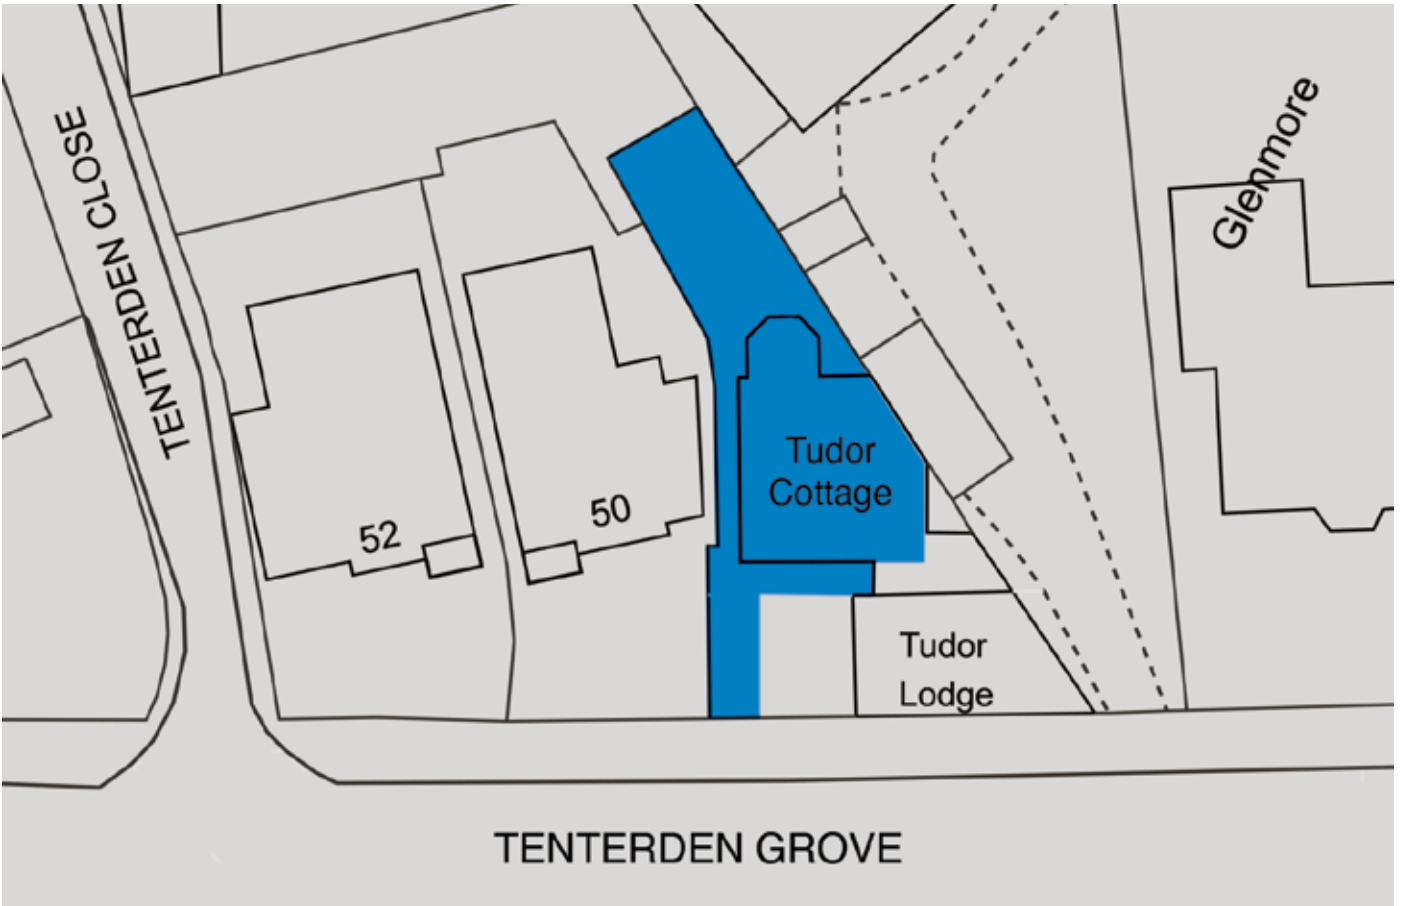 TENTERDEN CLOSE
Glenmore
Tudor
Cottage
52
50
Tudor
Lodge
TENTERDEN GROVE